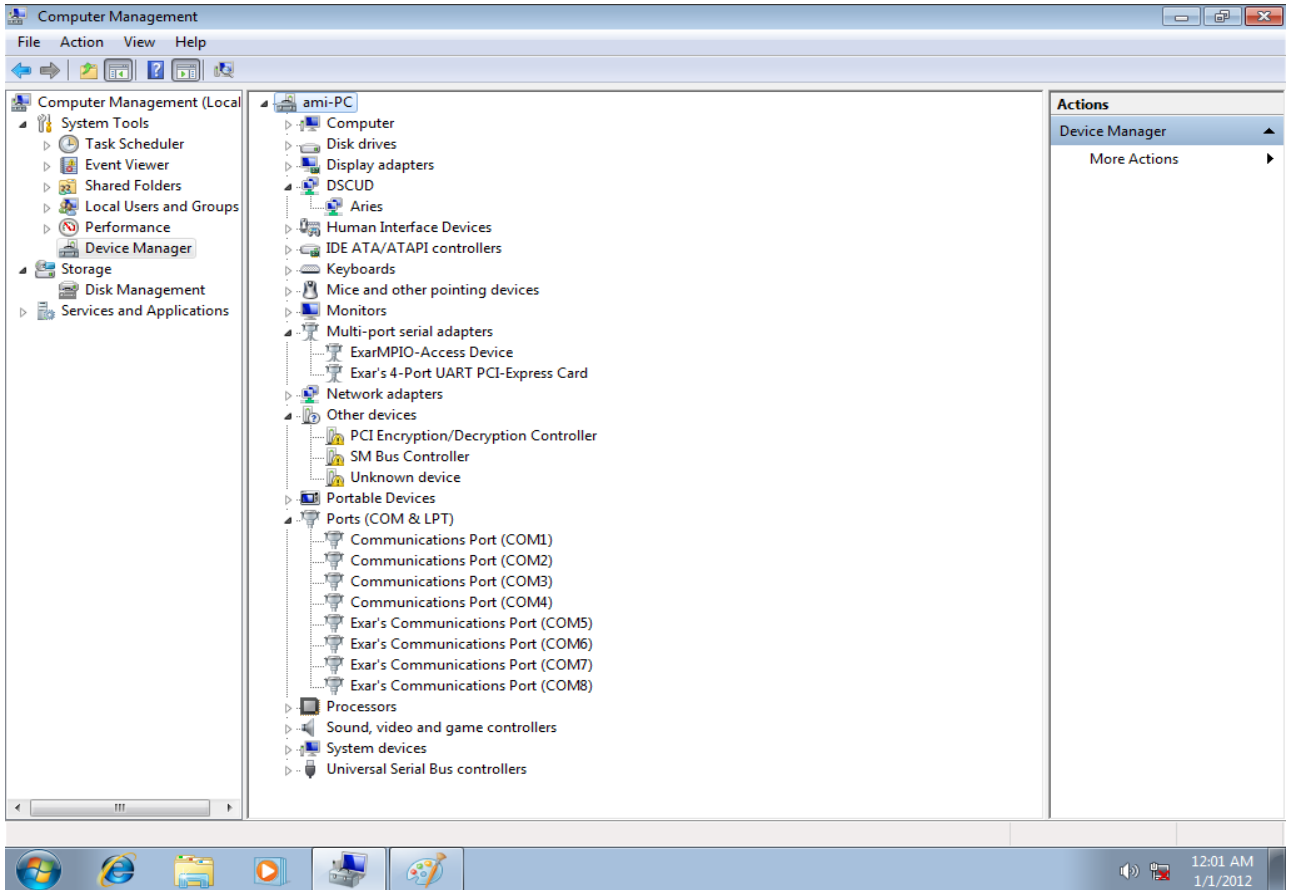 Computer Management
File Action View Help
Computer Management (Local
System Tools
Task Scheduler
Event Viewer
Shared Folders
Local Users and Groups
Performance
Device Manager
Storage
Disk Management
Services and Applications
ami-PC
Computer
Disk drives
Display adapters
DSCUD
Aries
Human Interface Devices
IDE ATA/ATAPI controllers
Keyboards
Mice and other pointing devices
Monitors
Multi-port serial adapters
ExarMPIO-Access Device
Exar's 4-Port UART PCI-Express Card
Network adapters
Other devices
PCI Encryption/Decryption Controller
SM Bus Controller
Unknown device
Portable Devices
Ports (COM & LPT)
Communications Port (COM1)
Communications Port (COM2)
Communications Port (COM3)
Communications Port (COM4)
Exar's Communications Port (COM5)
Exar's Communications Port (COM6)
Exar's Communications Port (COM7)
Exar's Communications Port (COM8)
Processors
Sound, video and game controllers
System devices
Universal Serial Bus controllers
Actions
Device Manager
More Actions
12:01 AM
1/1/2012